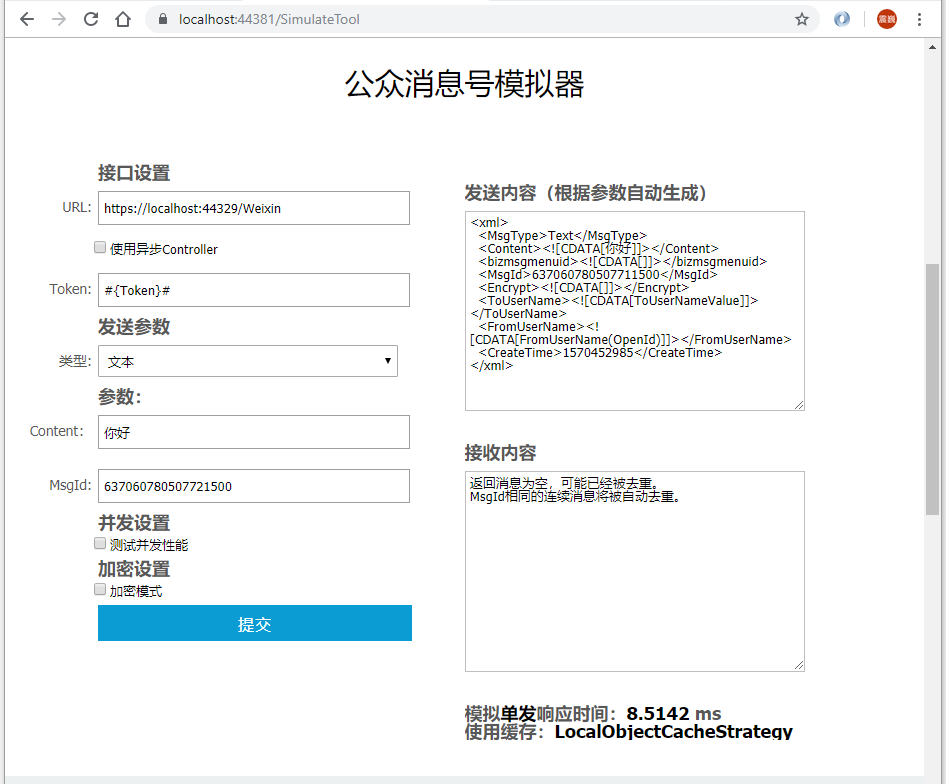 localhost:44381/SimulateTool
震巍
公众消息号模拟器
接口设置
URL:
https://localhost:44329/Weixin
使用异步Controller
Token:
#{Token}#
发送参数
类型:
文本
参数:
Content:
你好
MsgId:
637060780507721500
并发设置
测试并发性能
加密设置
加密模式
提交
发送内容（根据参数自动生成）
<xml>
<MsgType>Text</MsgType>
<Content><![CDATA[你好]]></Content>
<bizmsgmenuid><![CDATA[]]></bizmsgmenuid>
<MsgId>637060780507711500</MsgId>
<Encrypt><![CDATA[]]></Encrypt>
<ToUserName><![CDATA[ToUserNameValue]]>
</ToUserName>
<FromUserName><!
[CDATA[FromUserName(OpenId)]]></FromUserName>
<CreateTime>1570452985</CreateTime>
</xml>
接收内容
返回消息为空，可能已经被去重。
MsgId相同的连续消息将被自动去重。
模拟单发响应时间：8.5142 ms
使用缓存：LocalObjectCacheStrategy